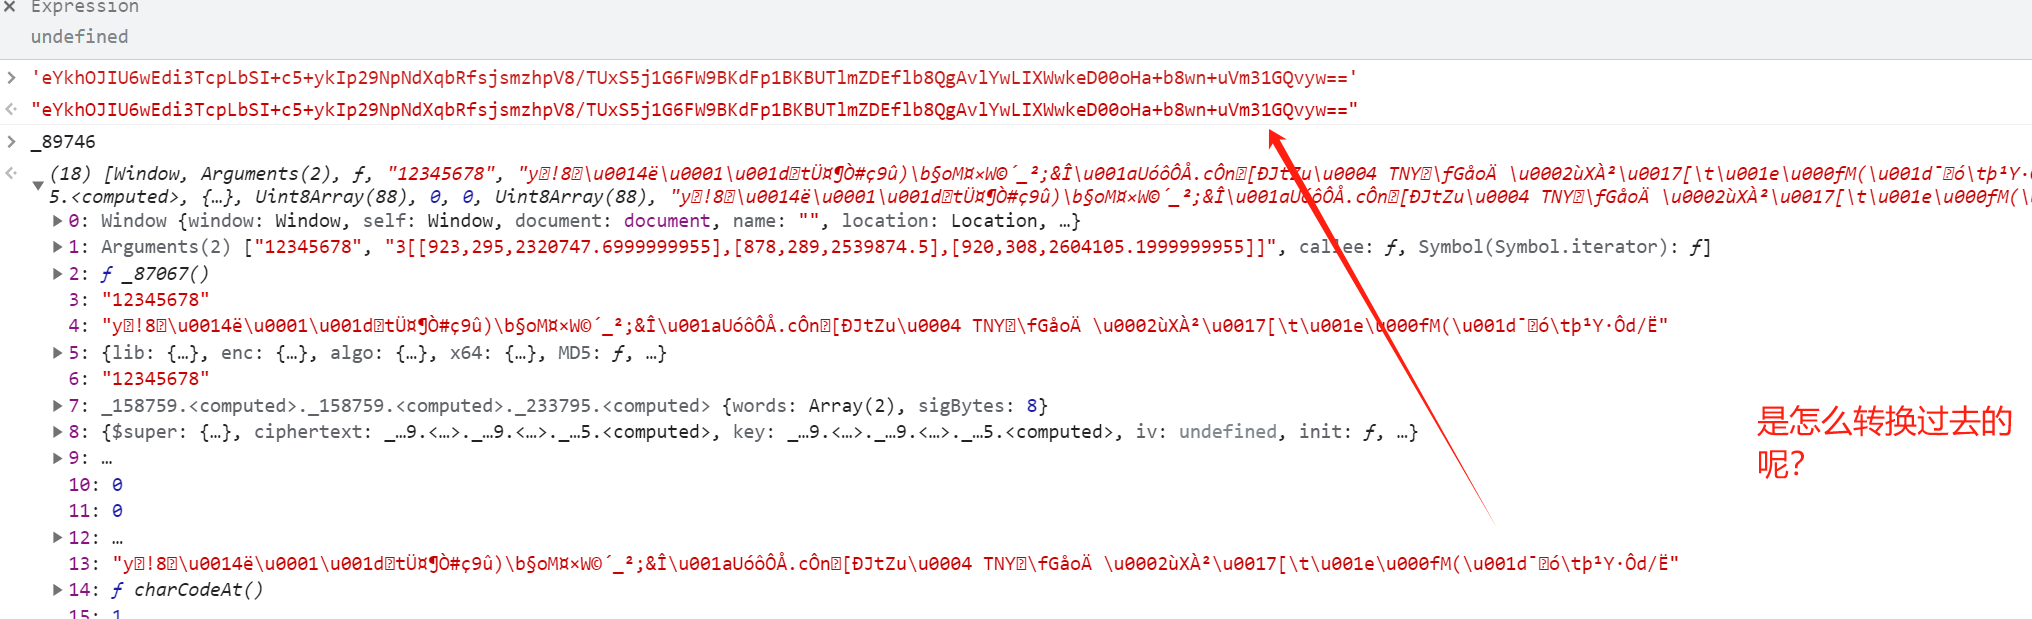 × Expression
undefined
> 'eYkhOJIU6wEdi3TcpLbSI+c5+ykIp29NpNdXqbRfsjsmzhpV8/TUxS5j1G6FW9BKdFp1BKBUTlmZDEflb8QgAvlYwLIXWwkeD00oHa+b8wn+uVm31GQvyw=='
"eYkhOJIU6wEdi3TcpLbSI+c5+ykIp29NpNdXqbRfsjsmzhpV8/TUxS5j1G6FW9BKdFp1BKBUTlmZDEflb8QgAvlYwLIXWwkeD00oHa+b8wn+uVm31GQvyw=="
> _89746
(18) [Window, Arguments(2), ƒ, "12345678", "y!8\u0014ë\u0001\u001dtÜ¤¶Ò#ç9û)\b§oM¤×W©´_²;&Î\u001aUóôÔÅ.cÔn[ÐJtZu\u0004 TNY\fGåoÄ \u0002ùXÀ²\u0017[\t\u001e\u000fM(\u001d¯ó\tþ¹Y·
5.<computed>, {…}, Uint8Array(88), 0, 0, Uint8Array(88), "y!8\u0014ë\u0001\u001dtÜ¤¶Ò#ç9û)\b§oM¤×W©´_²;&Î\u001aUóôÔÅ.cÔn[ÐJtZu\u0004 TNY\fGåoÄ \u0002ùXÀ²\u0017[\t\u001e\u000fM(\u
0: Window {window: Window, self: Window, document: document, name: "", location: Location, …}
1: Arguments(2) ["12345678", "3[[923,295,2320747.6999999955],[878,289,2539874.5],[920,308,2604105.1999999955]]", callee: ƒ, Symbol(Symbol.iterator): ƒ]
2: ƒ _87067()
3: "12345678"
4: "y!8\u0014ë\u0001\u001dtÜ¤¶Ò#ç9û)\b§oM¤×W©´_²;&Î\u001aUóôÔÅ.cÔn[ÐJtZu\u0004 TNY\fGåoÄ \u0002ùXÀ²\u0017[\t\u001e\u000fM(\u001d¯ó\tþ¹Y·Ôd/Ë"
5: {lib: {…}, enc: {…}, algo: {…}, x64: {…}, MD5: ƒ, …}
6: "12345678"
7: _158759.<computed>._158759.<computed>._233795.<computed> {words: Array(2), sigBytes: 8}
8: {$super: {…}, ciphertext: _…9.<…>._…9.<…>._…5.<computed>, key: _…9.<…>._…9.<…>._…5.<computed>, iv: undefined, init: ƒ, …}
是怎么转换过去的
呢？
9: …
10: 0
11: 0
12: …
13: "y!8\u0014ë\u0001\u001dtÜ¤¶Ò#ç9û)\b§oM¤×W©´_²;&Î\u001aUóôÔÅ.cÔn[ÐJtZu\u0004 TNY\fGåoÄ \u0002ùXÀ²\u0017[\t\u001e\u000fM(\u001d¯ó\tþ¹Y·Ôd/Ë"
14: ƒ charCodeAt()
15: 1